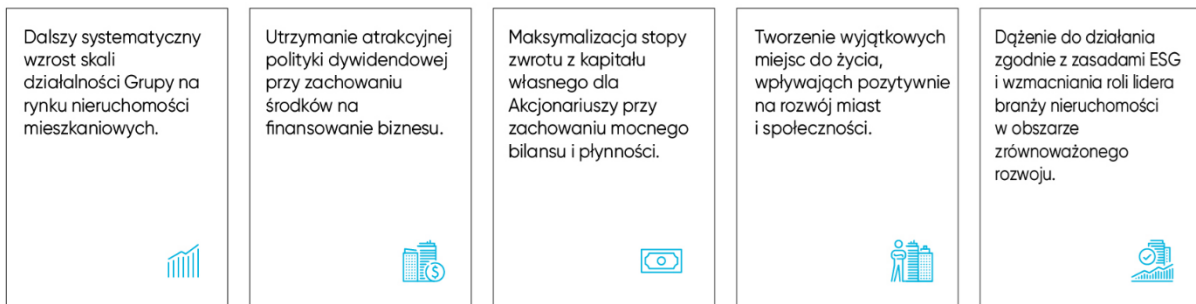 Dalszy systematyczny
wzrost skali
działalności Grupy na
rynku nieruchomości
mieszkaniowych.
Utrzymanie atrakcyjnej
polityki dywidendowej
przy zachowaniu
środków na
finansowanie biznesu.
Maksymalizacja stopy
zwrotu z kapitału
własnego dla
Akcjonariuszy przy
zachowaniu mocnego
bilansu i płynności.
Tworzenie wyjątkowych
miejsc do życia,
wpływająch pozytywnie
na rozwój miast
i społeczności.
Dążenie do działania
zgodnie z zasadami ESG
i wzmacniania roli lidera
branży nieruchomości
w obszarze
zrównoważonego
rozwoju.